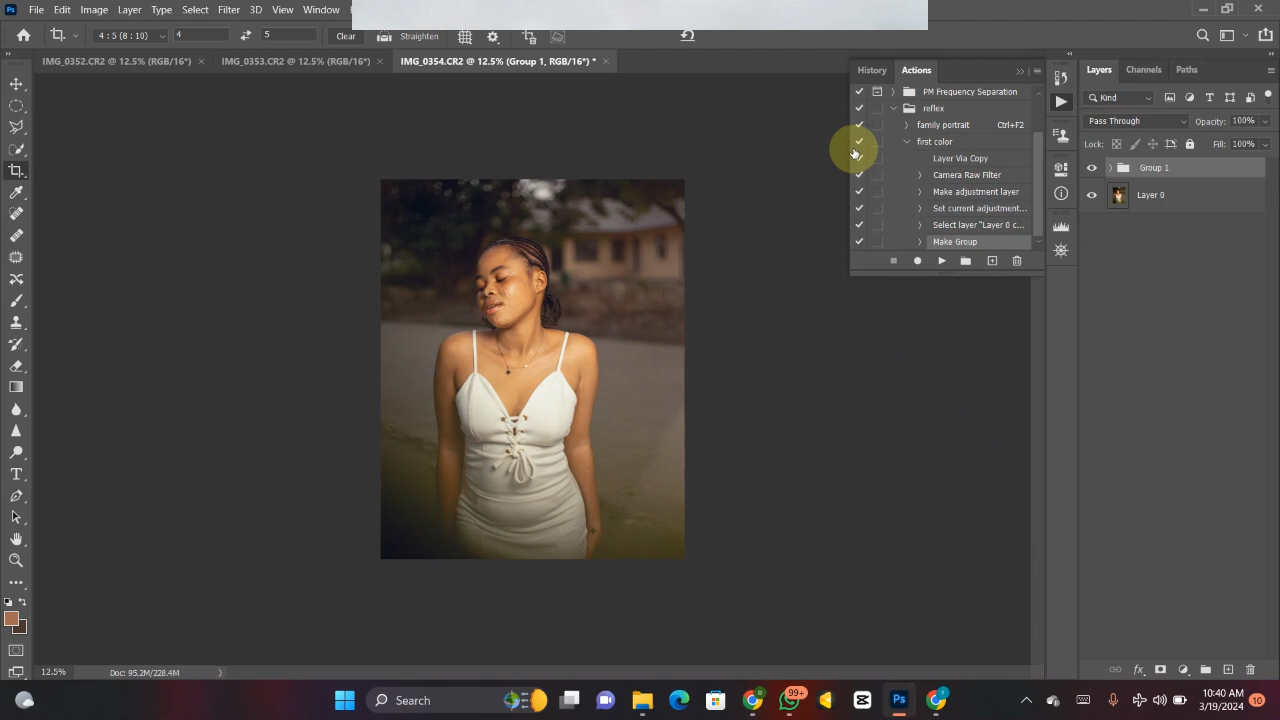 File Edit Image Layer Type Select Filter 3D View Window
4 : 5 (8 : 10) 4 5 Clear Straighten
IMG_0352.CR2 @ 12.5% (RGB/16*) × IMG_0353.CR2 @ 12.5% (RGB/16*) × IMG_0354.CR2 @ 12.5% (Group 1, RGB/16*) * ×
History Actions
PM Frequency Separation
reflex
family portrait Ctrl+F2
first color
Layer Via Copy
Camera Raw Filter
Make adjustment layer
Set current adjustment...
Select layer "Layer 0 c...
Make Group
Layers Channels Paths
Kind
Pass Through Opacity: 100%
Lock: Fill: 100%
Group 1
Layer 0
12.5% Doc: 95.2M/228.4M
Search
99+
10:40 AM
3/19/2024
10